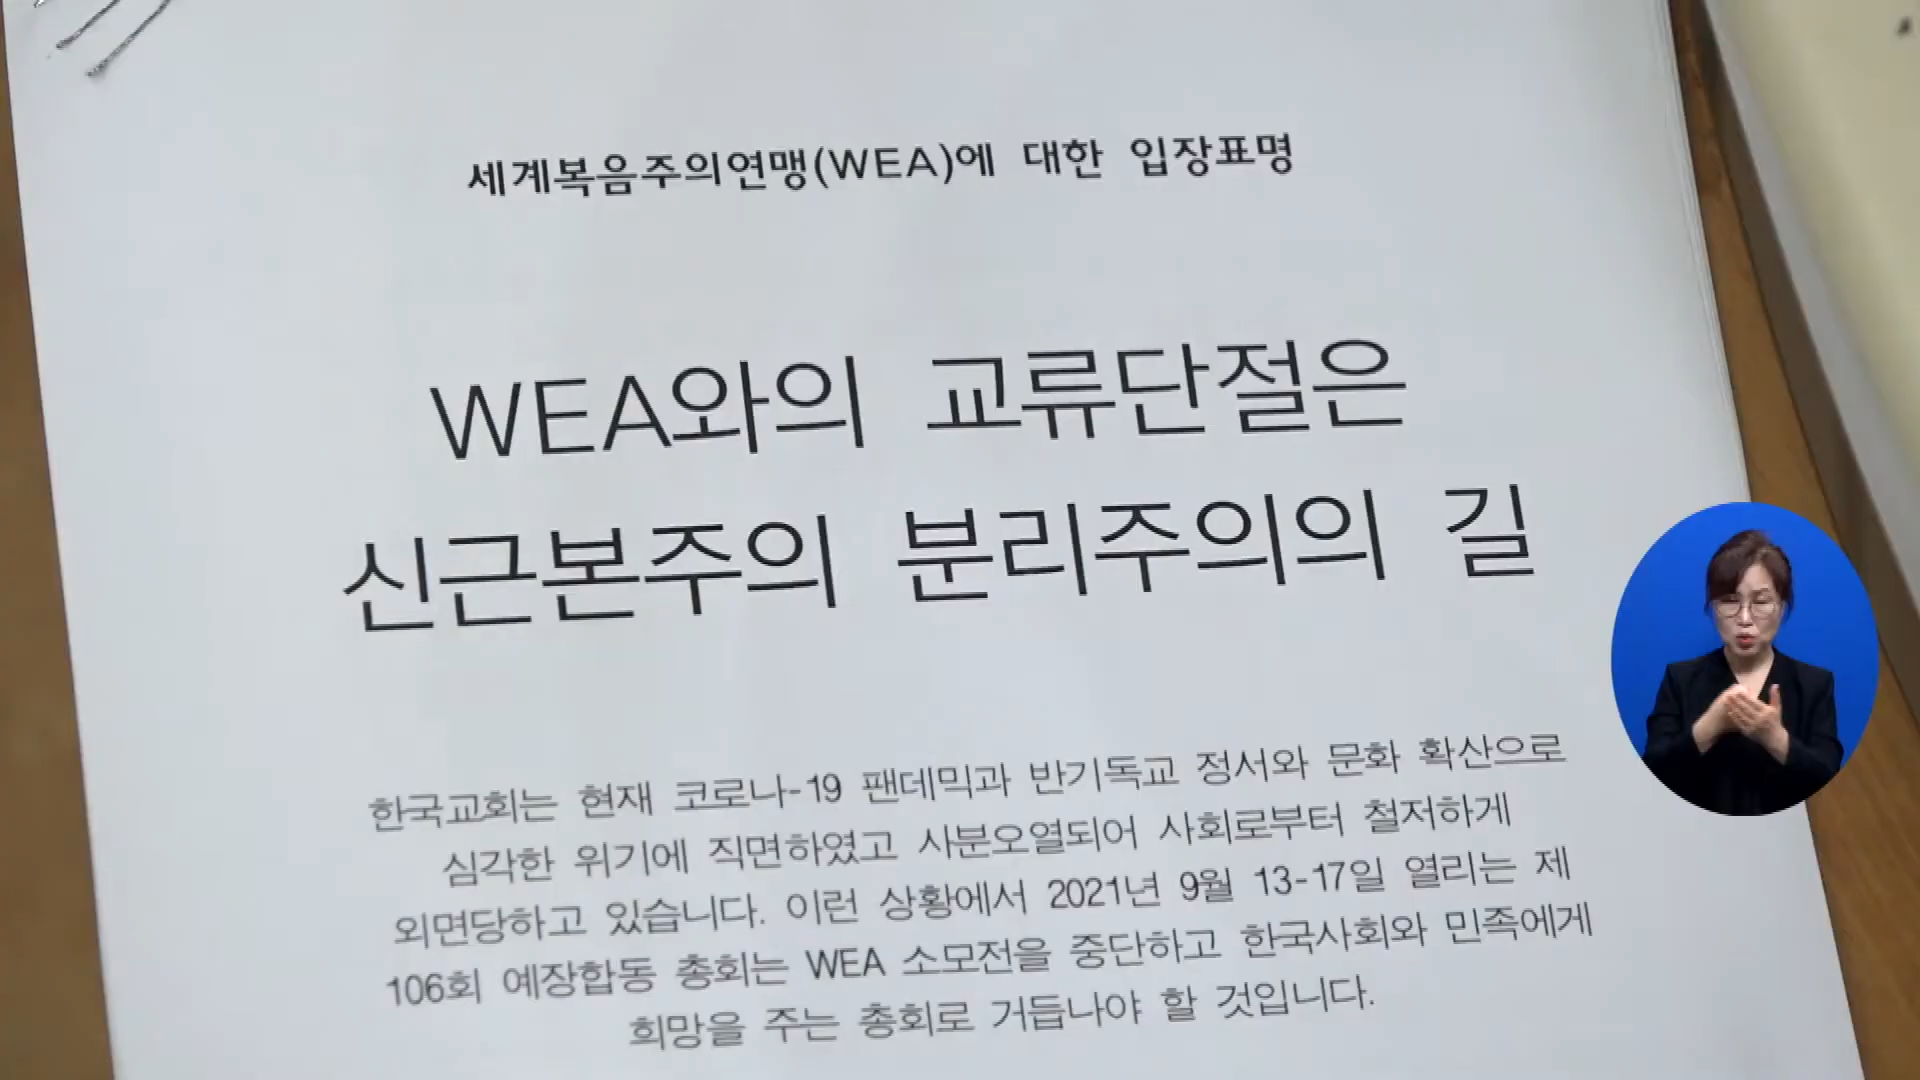 세계복음주의연맹(WEA)에 대한 입장표명
WEA와의 교류단절은
신근본주의 분리주의의 길
한국교회는 현재 코로나-19 팬데믹과 반기독교 정서와 문화 확산으로
심각한 위기에 직면하였고 사분오열되어 사회로부터 철저하게
외면당하고 있습니다. 이런 상황에서 2021년 9월 13-17일 열리는 제
106회 예장합동 총회는 WEA 소모전을 중단하고 한국사회와 민족에게
희망을 주는 총회로 거듭나야 할 것입니다.